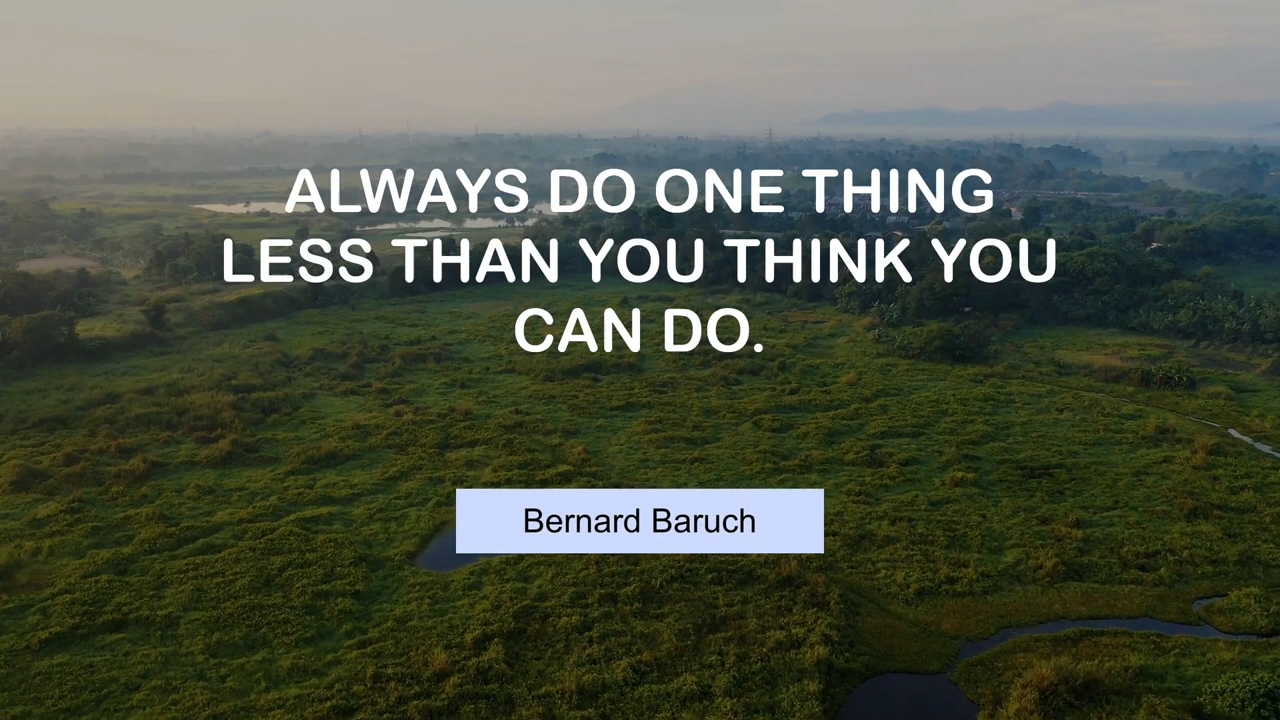 ALWAYS DO ONE THING
LESS THAN YOU THINK YOU
CAN DO.
Bernard Baruch